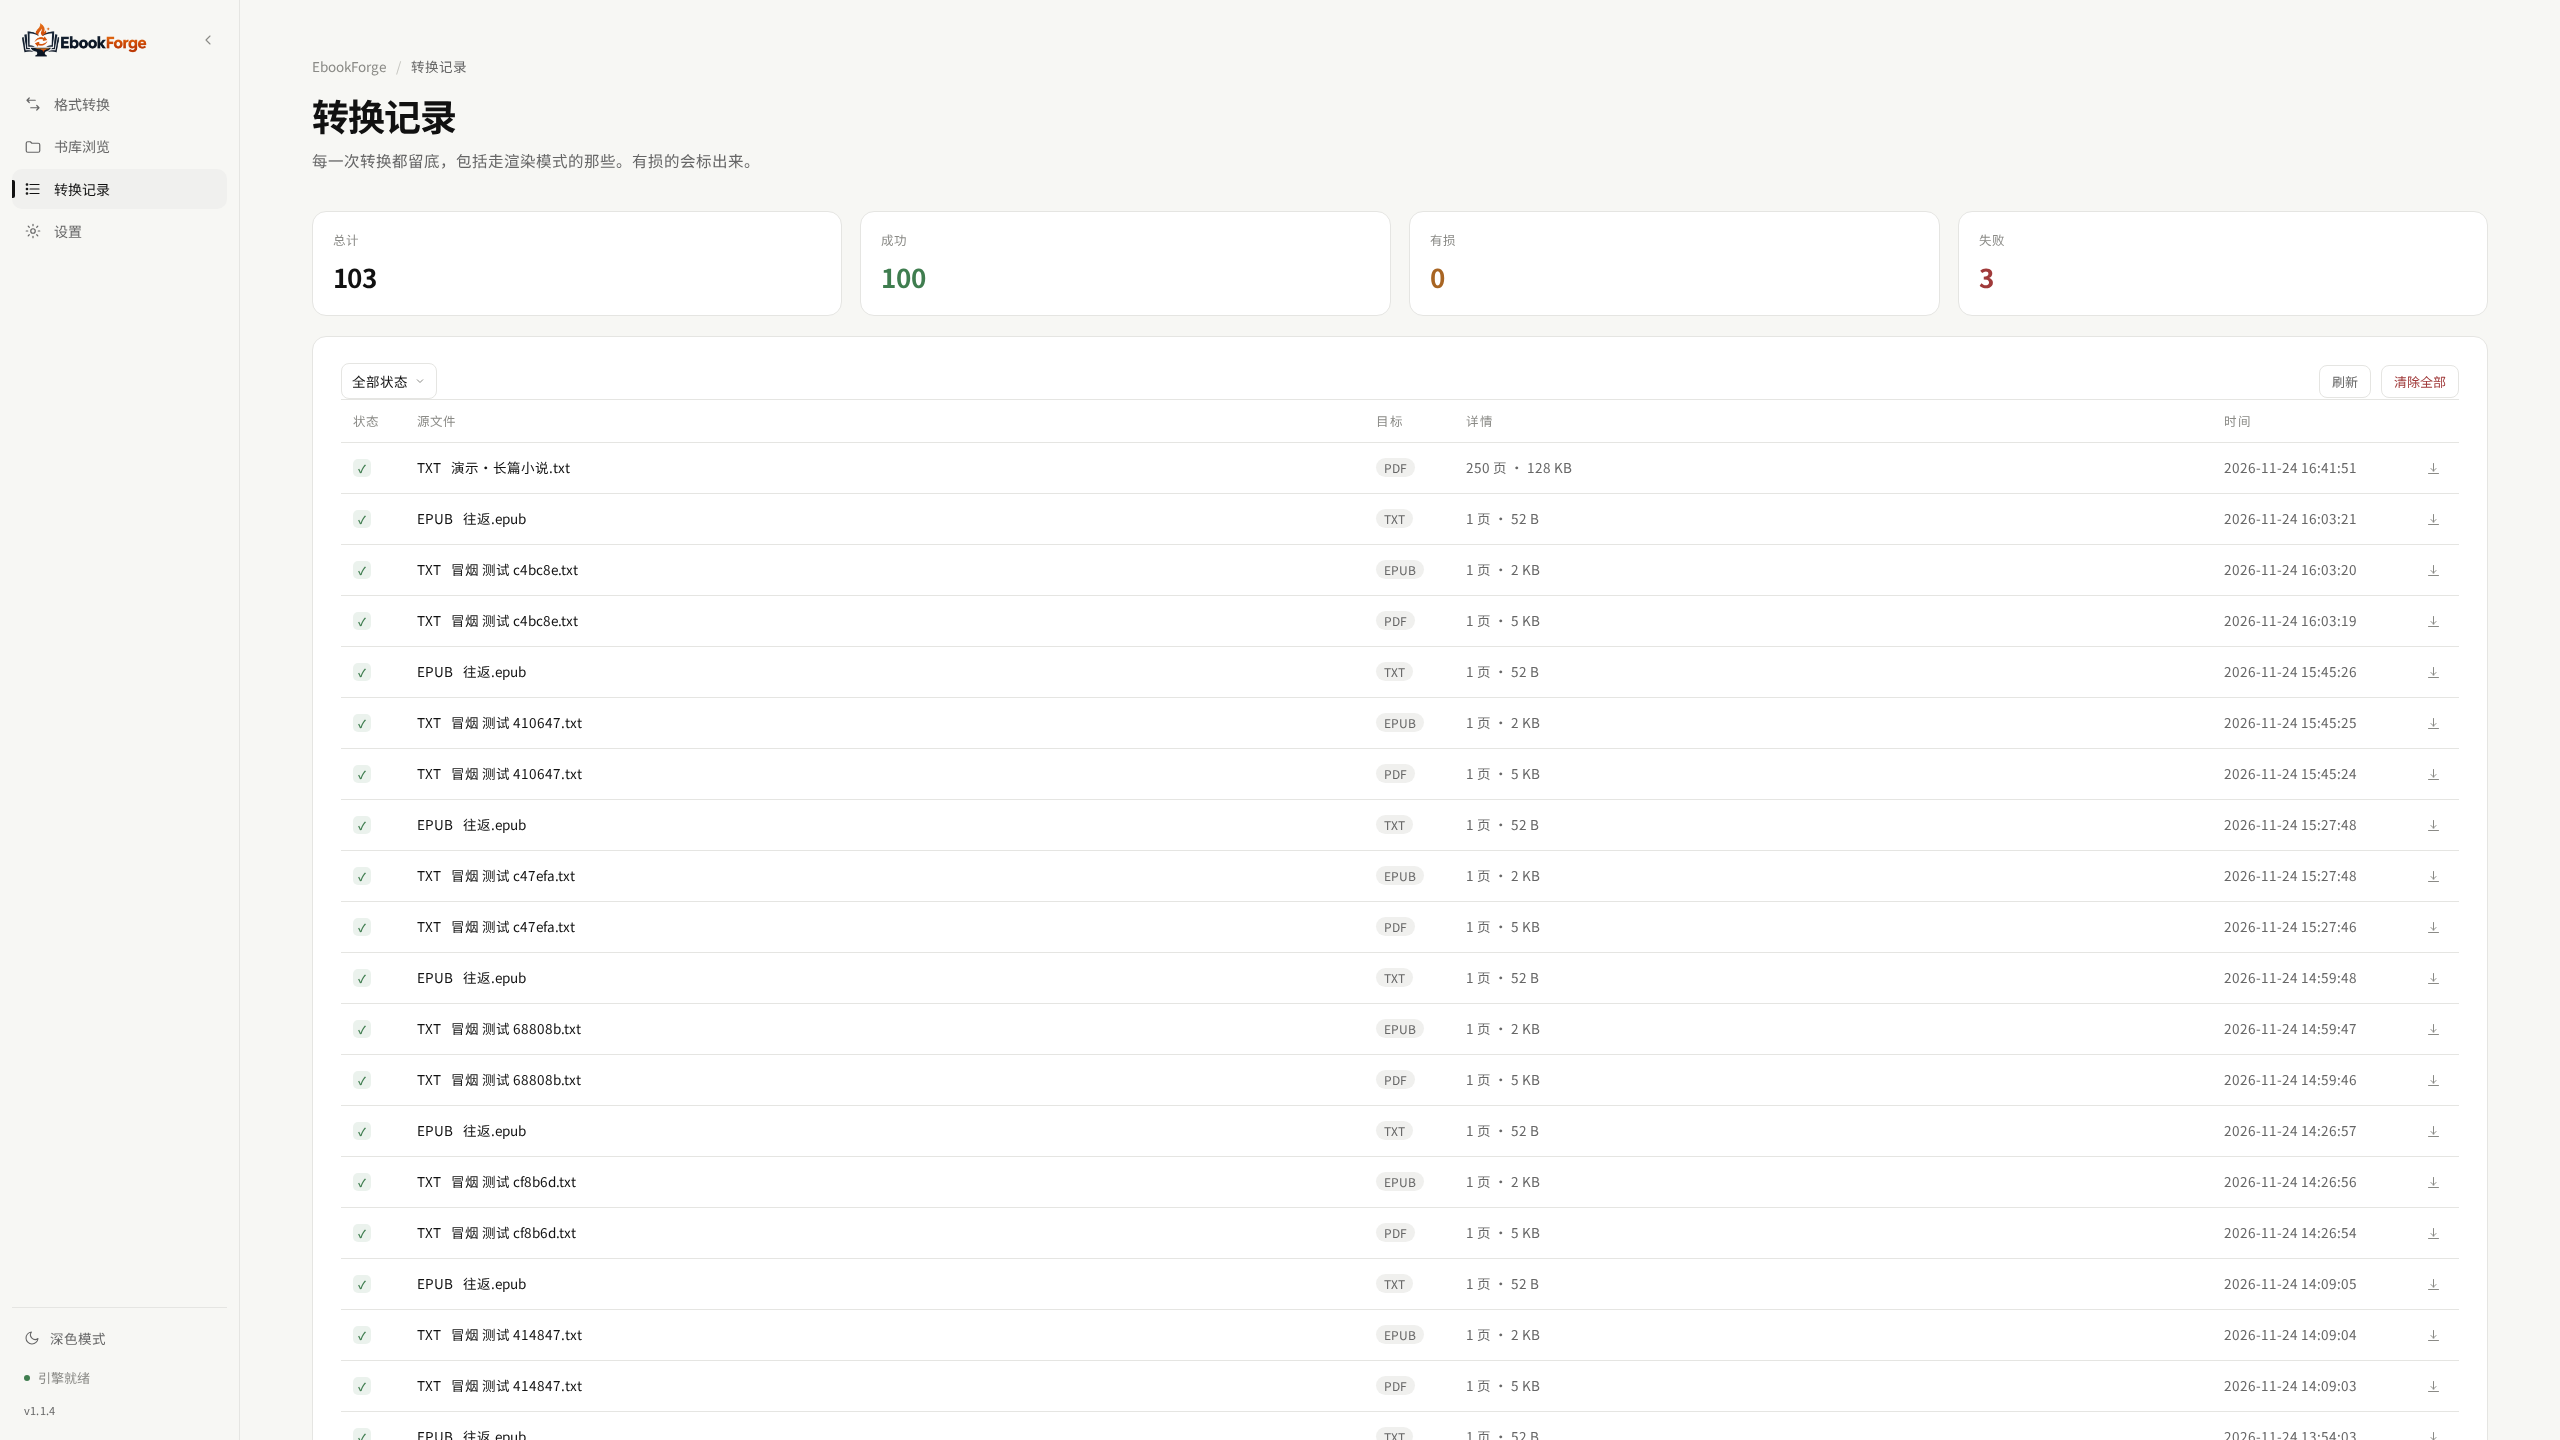 EbookForge
格式转换
书库浏览
转换记录
设置
深色模式
引擎就绪
v1.1.4
EbookForge / 转换记录
转换记录
每一次转换都留底，包括走渲染模式的那些。有损的会标出来。
总计
103
成功
100
有损
0
失败
3
全部状态 刷新 清除全部
状态 源文件 目标 详情 时间
✓ TXT 演示·长篇小说.txt PDF 250 页 · 128 KB 2026-11-24 16:41:51
✓ EPUB 往返.epub TXT 1 页 · 52 B 2026-11-24 16:03:21
✓ TXT 冒烟 测试 c4bc8e.txt EPUB 1 页 · 2 KB 2026-11-24 16:03:20
✓ TXT 冒烟 测试 c4bc8e.txt PDF 1 页 · 5 KB 2026-11-24 16:03:19
✓ EPUB 往返.epub TXT 1 页 · 52 B 2026-11-24 15:45:26
✓ TXT 冒烟 测试 410647.txt EPUB 1 页 · 2 KB 2026-11-24 15:45:25
✓ TXT 冒烟 测试 410647.txt PDF 1 页 · 5 KB 2026-11-24 15:45:24
✓ EPUB 往返.epub TXT 1 页 · 52 B 2026-11-24 15:27:48
✓ TXT 冒烟 测试 c47efa.txt EPUB 1 页 · 2 KB 2026-11-24 15:27:48
✓ TXT 冒烟 测试 c47efa.txt PDF 1 页 · 5 KB 2026-11-24 15:27:46
✓ EPUB 往返.epub TXT 1 页 · 52 B 2026-11-24 14:59:48
✓ TXT 冒烟 测试 68808b.txt EPUB 1 页 · 2 KB 2026-11-24 14:59:47
✓ TXT 冒烟 测试 68808b.txt PDF 1 页 · 5 KB 2026-11-24 14:59:46
✓ EPUB 往返.epub TXT 1 页 · 52 B 2026-11-24 14:26:57
✓ TXT 冒烟 测试 cf8b6d.txt EPUB 1 页 · 2 KB 2026-11-24 14:26:56
✓ TXT 冒烟 测试 cf8b6d.txt PDF 1 页 · 5 KB 2026-11-24 14:26:54
✓ EPUB 往返.epub TXT 1 页 · 52 B 2026-11-24 14:09:05
✓ TXT 冒烟 测试 414847.txt EPUB 1 页 · 2 KB 2026-11-24 14:09:04
✓ TXT 冒烟 测试 414847.txt PDF 1 页 · 5 KB 2026-11-24 14:09:03
✓ EPUB 往返.epub TXT 1 页 · 52 B 2026-11-24 13:54:03